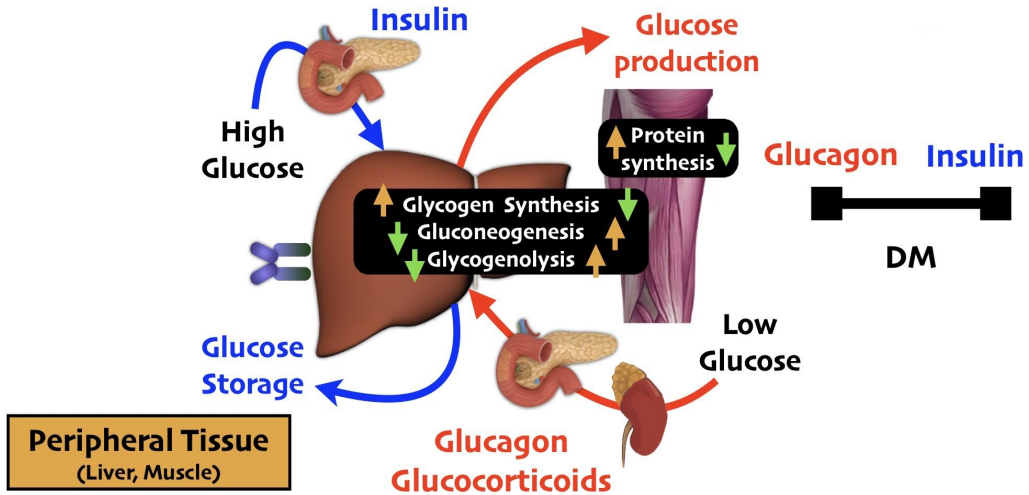 Insulin
High
Glucose
Glucose
production
Protein
synthesis
Glucagon Insulin
DM
Glycogen Synthesis
Gluconeogenesis
Glycogenolysis
Glucose
Storage
Low
Glucose
Glucagon
Glucocorticoids
Peripheral Tissue
(Liver, Muscle)